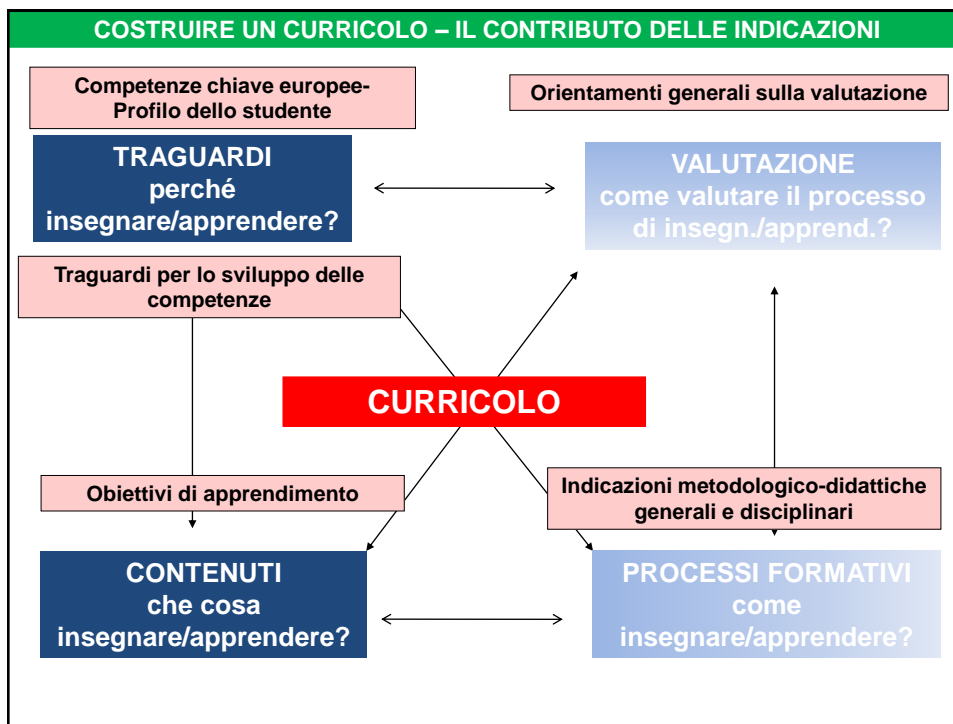 COSTRUIRE UN CURRICOLO – IL CONTRIBUTO DELLE INDICAZIONI
Competenze chiave europee-
Profilo dello studente
Orientamenti generali sulla valutazione
TRAGUARDI
perché
insegnare/apprendere?
VALUTAZIONE
come valutare il processo
di insegn./apprend.?
Traguardi per lo sviluppo delle
competenze
CURRICOLO
Obiettivi di apprendimento
Indicazioni metodologico-didattiche
generali e disciplinari
CONTENUTI
che cosa
insegnare/apprendere?
PROCESSI FORMATIVI
come
insegnare/apprendere?